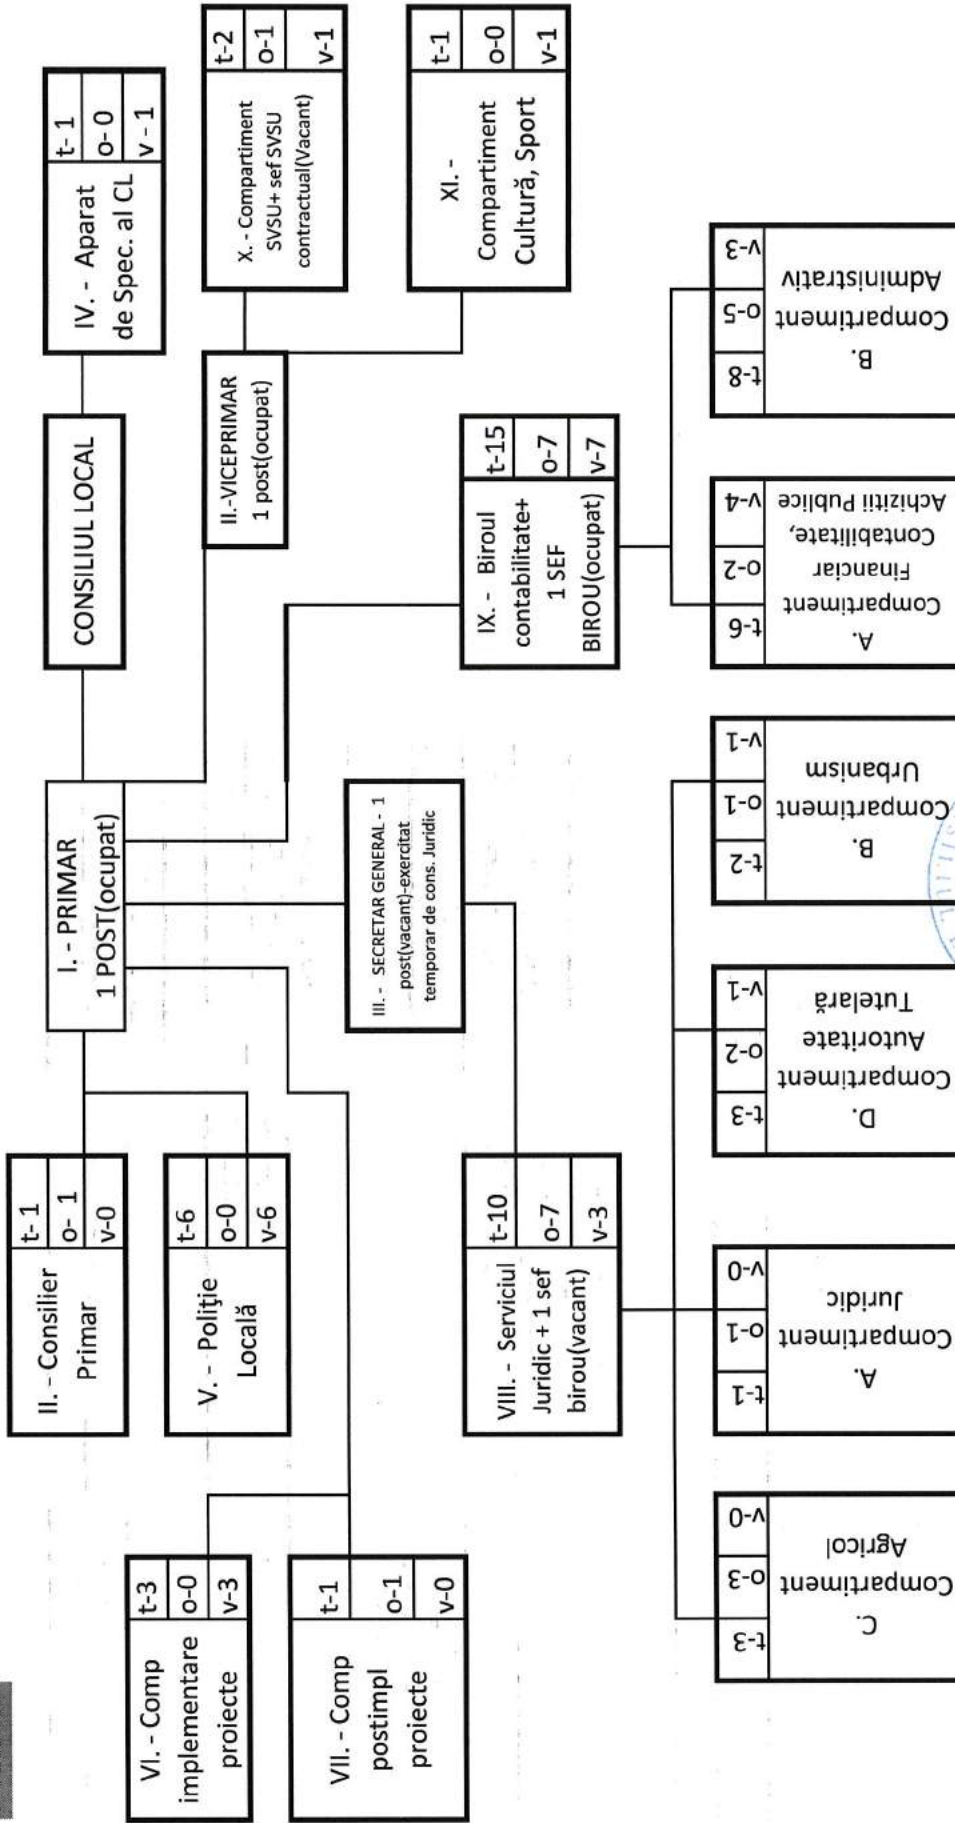 CONSILIUL LOCAL
IV. - Aparat
de Spec. al CL
t- 1
o- 0
v - 1
I. - PRIMAR
1 POST(ocupat)
II. - Consilier
Primar
t- 1
o- 1
v-0
V. - Poliție
Locală
t-6
o-0
v-6
II.-VICEPRIMAR
1 post(ocupat)
X. - Compartiment
SVSU+ sef SVSU
contractual(Vacant)
t-2
o-1
v-1
XI. -
Compartiment
Cultură, Sport
t-1
o-0
v-1
VI. - Comp
implementare
proiecte
t-3
o-0
v-3
VII. - Comp
postimpl
proiecte
t-1
o-1
v-0
III. - SECRETAR GENERAL - 1
post(vacant)-exercitat
temporar de cons. Juridic
VIII. - Serviciul
Juridic + 1 sef
birou(vacant)
t-10
o-7
v-3
IX. - Biroul
contabilitate+
1 SEF
BIROU(ocupat)
t-15
o-7
v-7
C.
Compartiment
Agricol
t-3
o-3
v-0
A.
Compartiment
Juridic
t-1
o-1
v-0
D.
Compartiment
Autoritate
Tutelară
t-3
o-2
v-1
B.
Compartiment
Urbanism
t-2
o-1
v-1
A.
Compartiment
Financiar
Contabilitate,
Achizitii Publice
t-6
o-2
v-4
B.
Compartiment
Administrativ
t-8
o-5
v-3